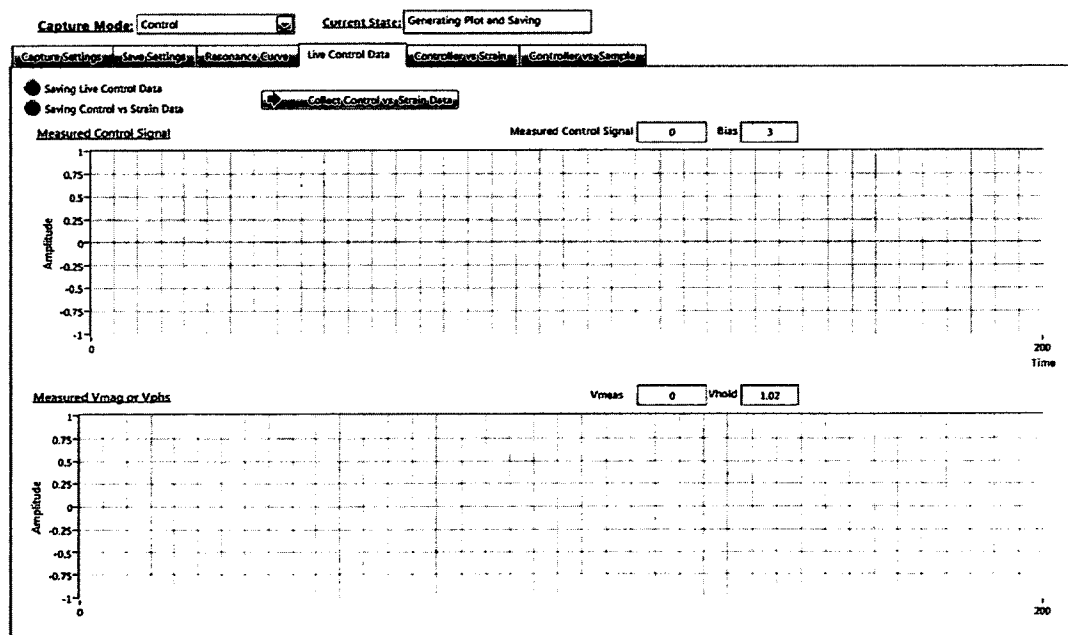 Capture Mode: Control Current State: Generating Plot and Saving
Capture Settings Save Settings Resonance Curve Live Control Data Controller vs Strain Controller vs. Sample
Saving Live Control Data
Collect Control vs Strain Data
Saving Control vs Strain Data
Measured Control Signal Measured Control Signal 0 Bias 3
1
0.75
0.5
0.25
0
-0.25
-0.5
-0.75
-1
Amplitude
0 200
Time
Measured Vmag or Vphs Vmeas 0 Vhold 1.02
1
0.75
0.5
0.25
0
-0.25
-0.5
-0.75
-1
Amplitude
0 200